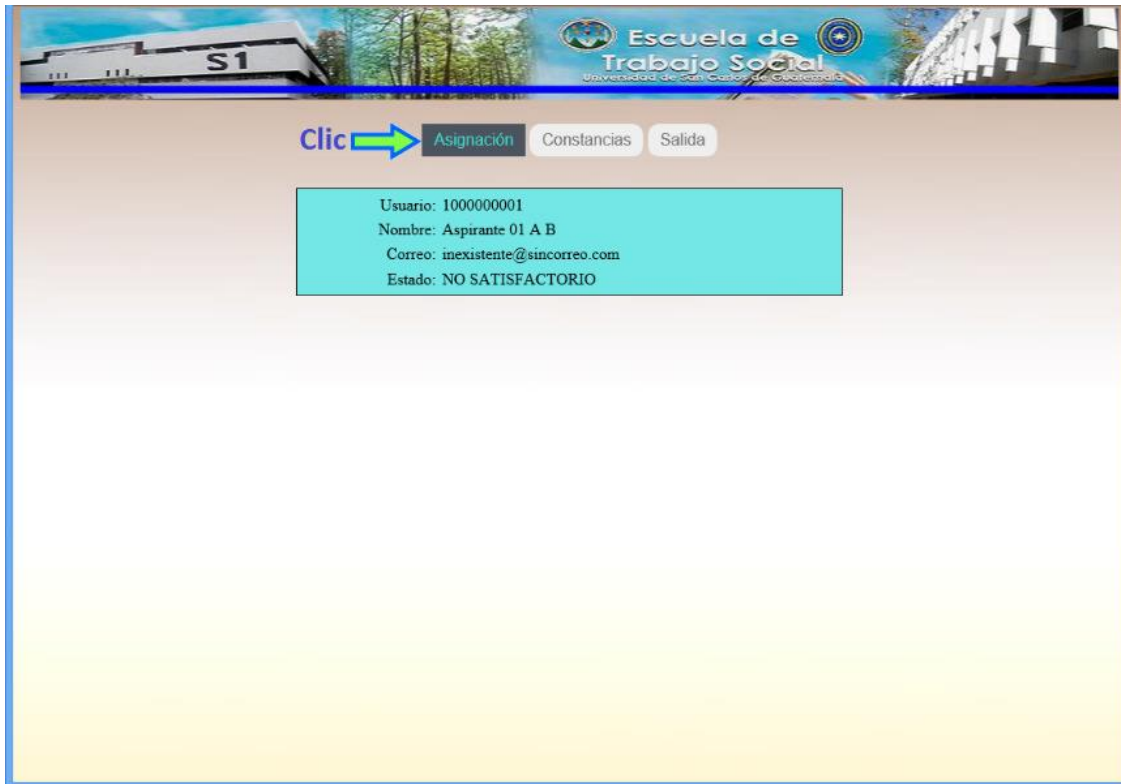 S1
Escuela de
Trabajo Social
Universidad de San Carlos de Guatemala
Clic Asignación Constancias Salida
Usuario: 1000000001
Nombre: Aspirante 01 A B
Correo: inexistente@sincorreo.com
Estado: NO SATISFACTORIO